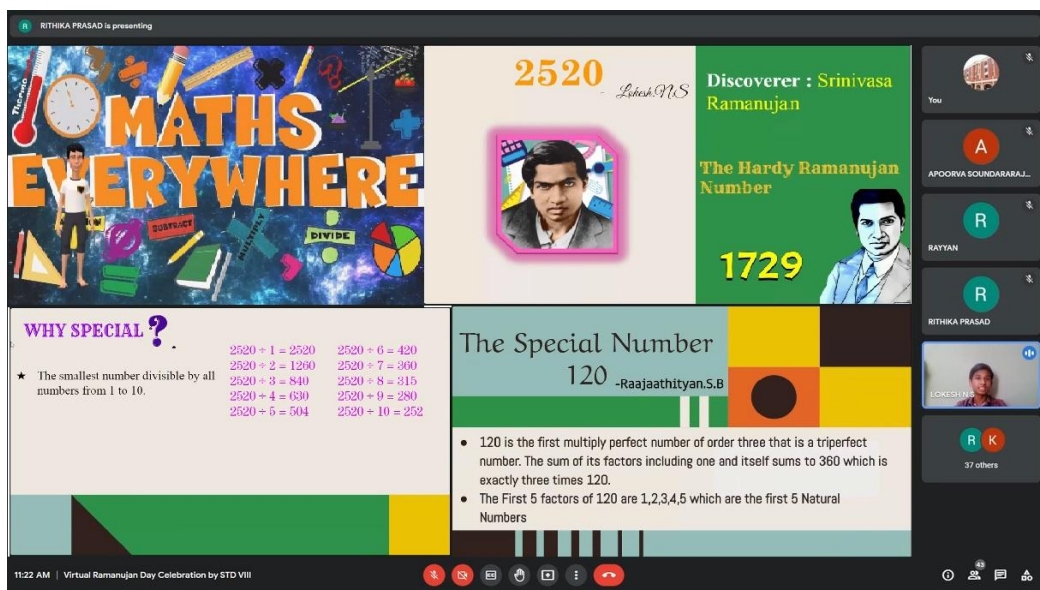 R RITHIKA PRASAD is presenting
Thermo
MATHS
EVERYWHERE
SUBTRACT
MULTIPLY
DIVIDE
2520
- Lokesh.N.S
Discoverer : Srinivasa
Ramanujan
The Hardy Ramanujan
Number
1729
WHY SPECIAL ?
★ The smallest number divisible by all
numbers from 1 to 10.
2520 ÷ 1 = 2520
2520 ÷ 2 = 1260
2520 ÷ 3 = 840
2520 ÷ 4 = 630
2520 ÷ 5 = 504
2520 ÷ 6 = 420
2520 ÷ 7 = 360
2520 ÷ 8 = 315
2520 ÷ 9 = 280
2520 ÷ 10 = 252
The Special Number
120 -Raajaathityan.S.B
● 120 is the first multiply perfect number of order three that is a triperfect
number. The sum of its factors including one and itself sums to 360 which is
exactly three times 120.
● The First 5 factors of 120 are 1,2,3,4,5 which are the first 5 Natural
Numbers
You
A
APOORVA SOUNDARARAJ...
R
RAYYAN
R
RITHIKA PRASAD
LOKESH N S
R K
37 others
11:22 AM | Virtual Ramanujan Day Celebration by STD VIII
43